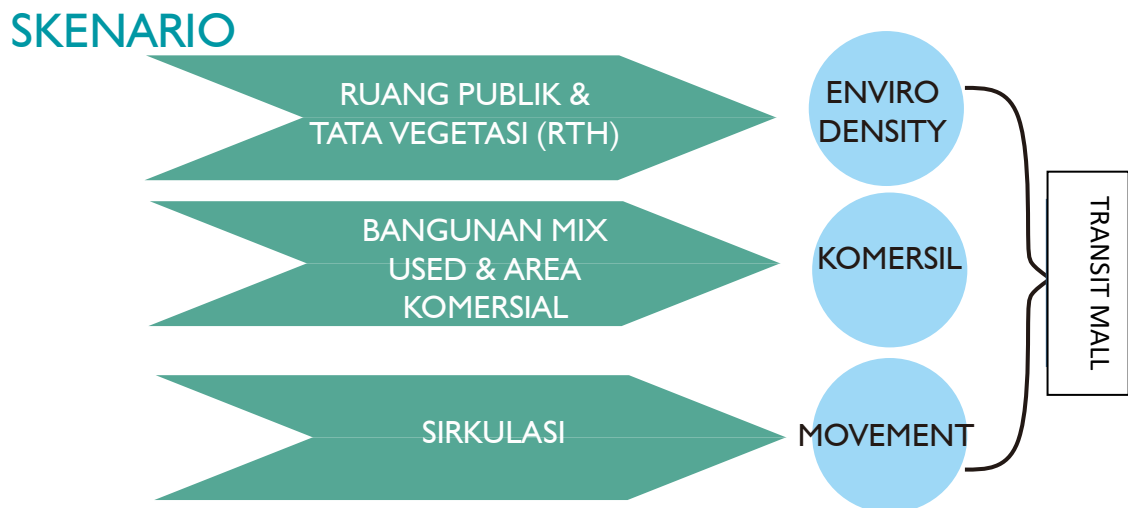 SKENARIO
RUANG PUBLIK &
TATA VEGETASI (RTH)
ENVIRO
DENSITY
BANGUNAN MIX
USED & AREA
KOMERSIAL
KOMERSIL
SIRKULASI
MOVEMENT
TRANSIT MALL